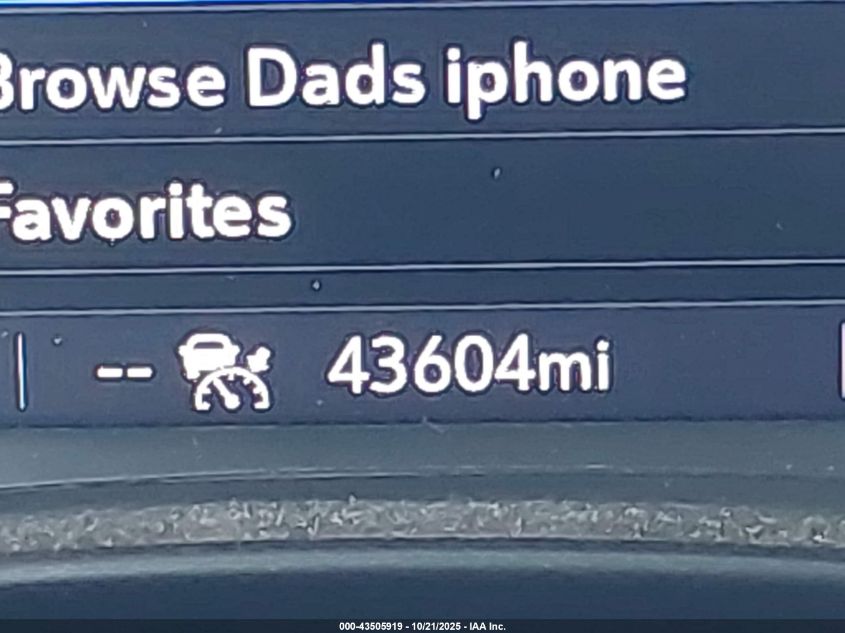 Browse Dads iphone
Favorites
-- 43604mi
000-43505919 - 10/21/2025 - IAA Inc.